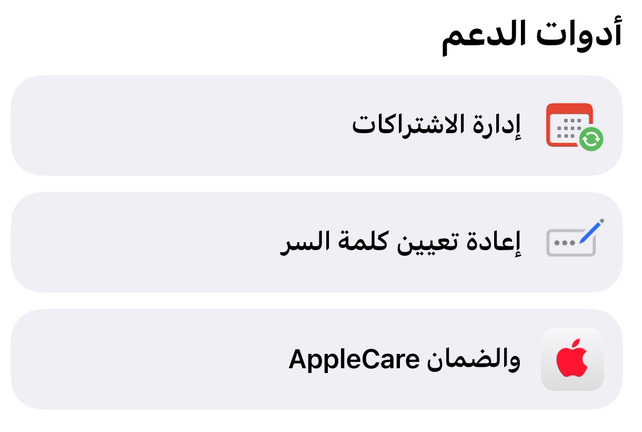 أدوات الدعم
إدارة الاشتراكات
إعادة تعيين كلمة السر
AppleCare والضمان